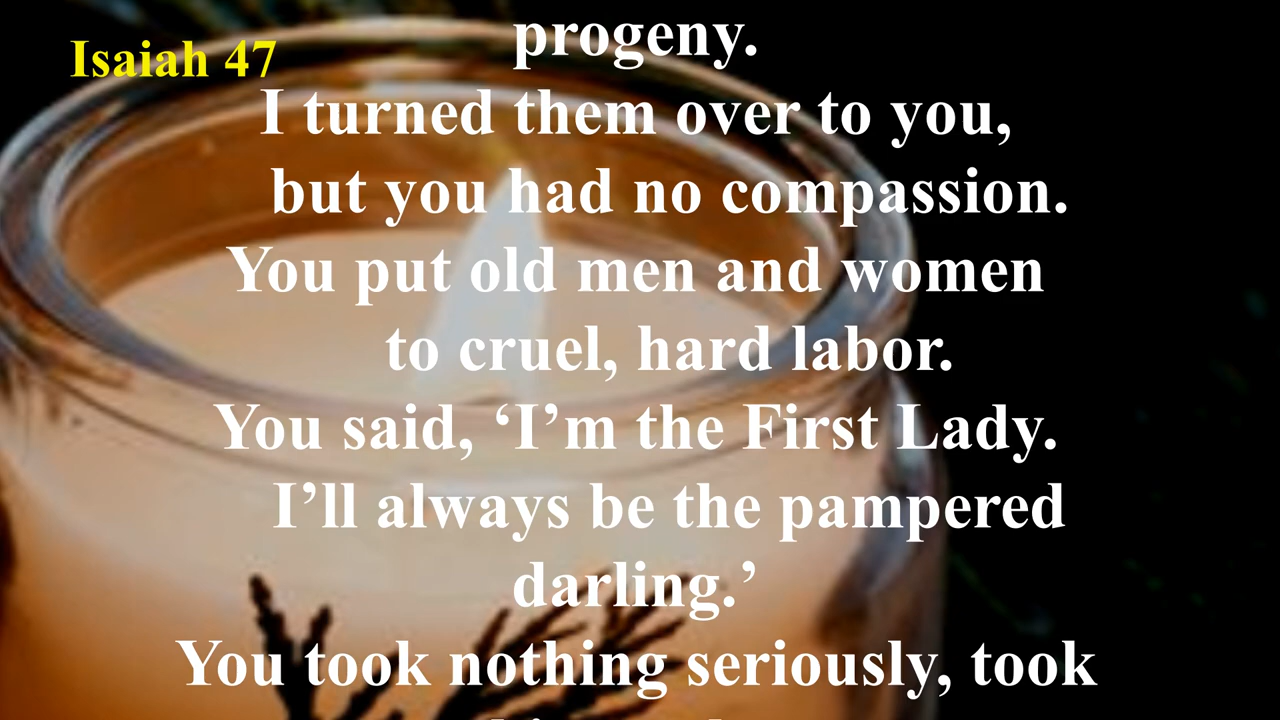 progeny.
Isaiah 47
I turned them over to you,
but you had no compassion.
You put old men and women
to cruel, hard labor.
You said, ‘I’m the First Lady.
I’ll always be the pampered
darling.’
You took nothing seriously, took